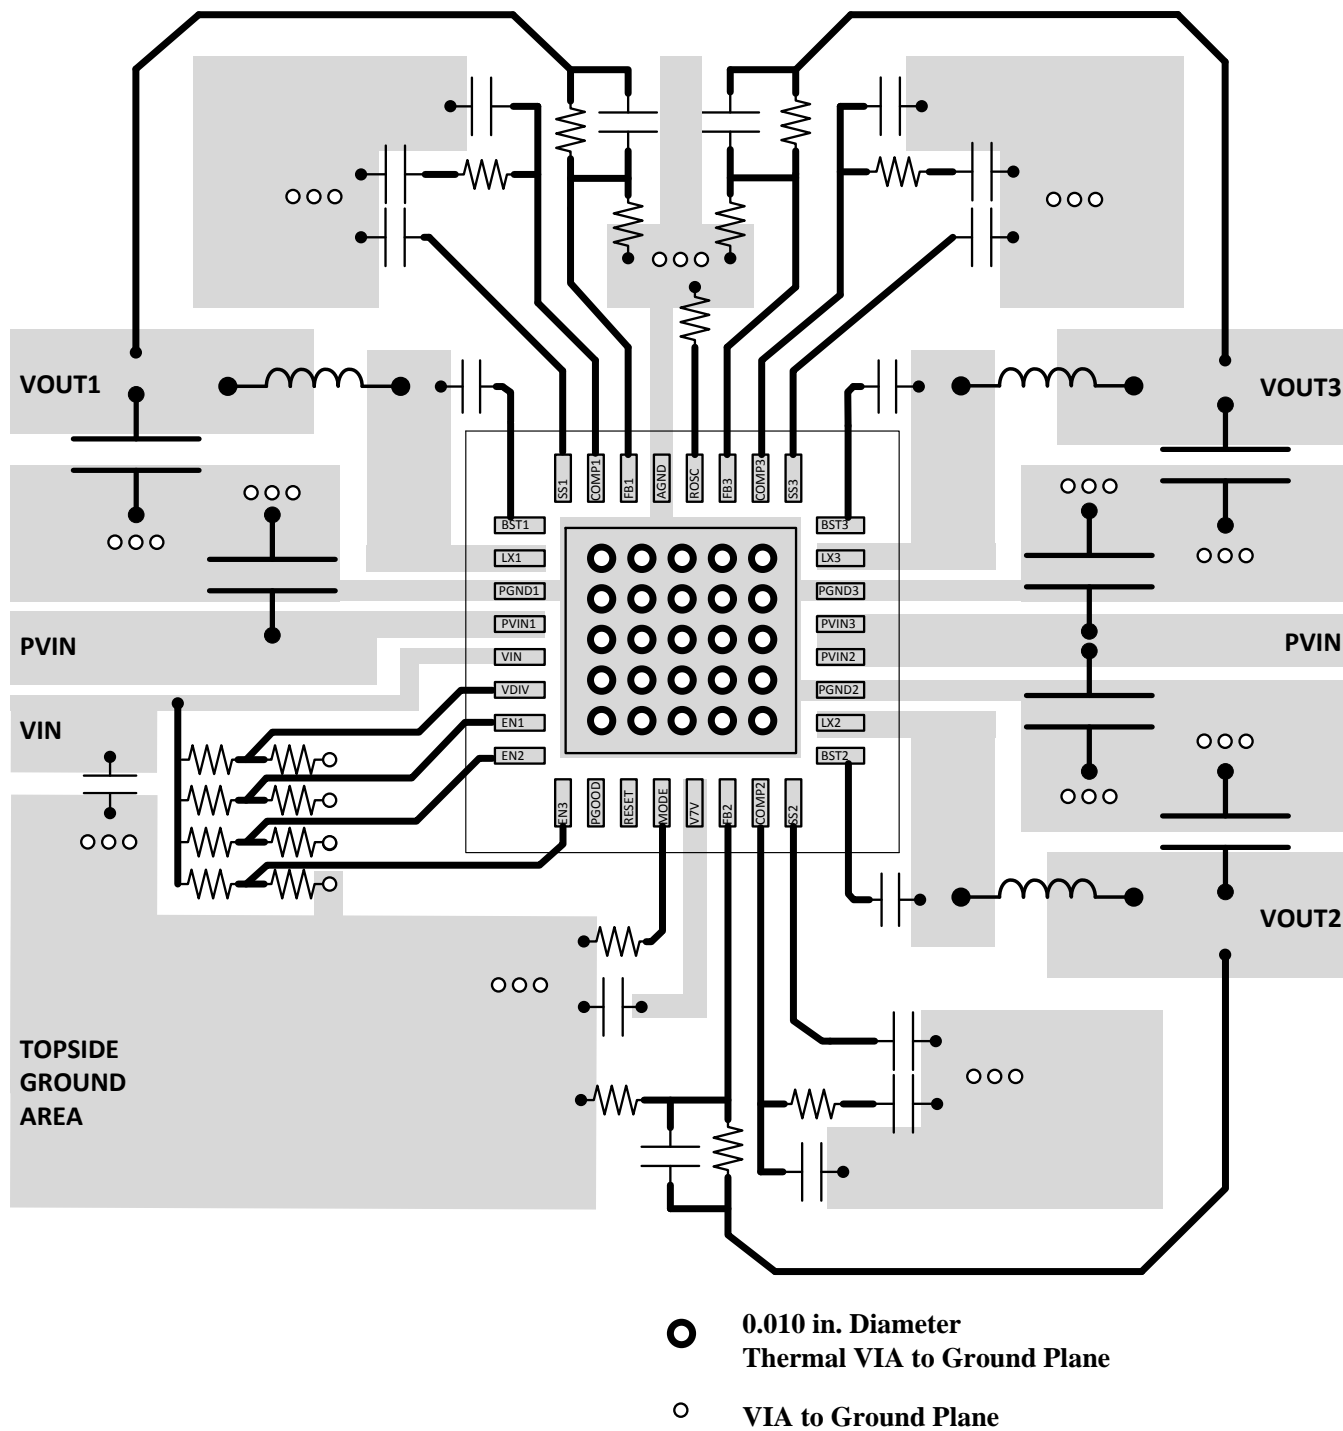 VOUT1
VOUT3
SS1
COMP1
FB1
AGND
ROSC
FB3
COMP3
SS3
BST1
BST3
LX1
LX3
PGND1
PGND3
PVIN1
PVIN3
PVIN
PVIN
VIN
PVIN2
VDIV
PGND2
VIN
EN1
LX2
EN2
BST2
EN3
PGOOD
RESET
MODE
V7V
FB2
COMP2
SS2
VOUT2
TOPSIDE
GROUND
AREA
0.010 in. Diameter
Thermal VIA to Ground Plane
VIA to Ground Plane